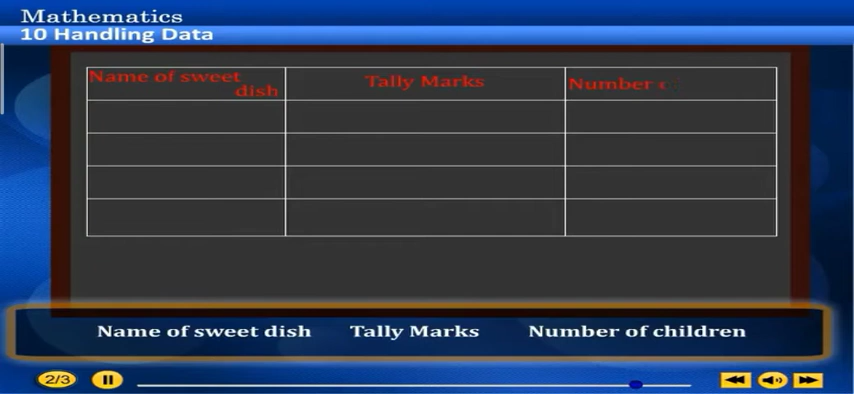 Mathematics
10 Handling Data
Name of sweet dish
Tally Marks
Number
Name of sweet dish Tally Marks Number of children
2/3